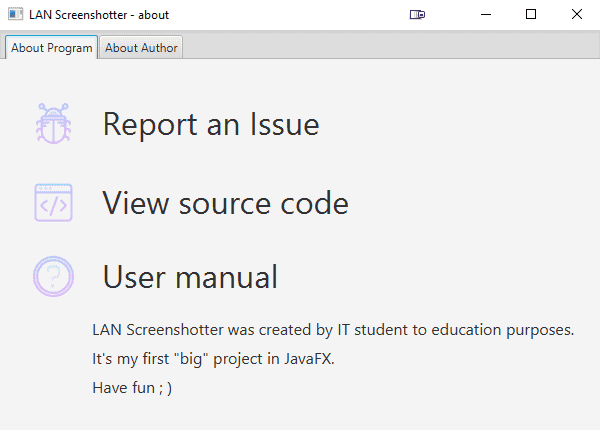 LAN Screenshotter - about
About Program
About Author
Report an Issue
View source code
User manual
LAN Screenshotter was created by IT student to education purposes.
It's my first "big" project in JavaFX.
Have fun ; )